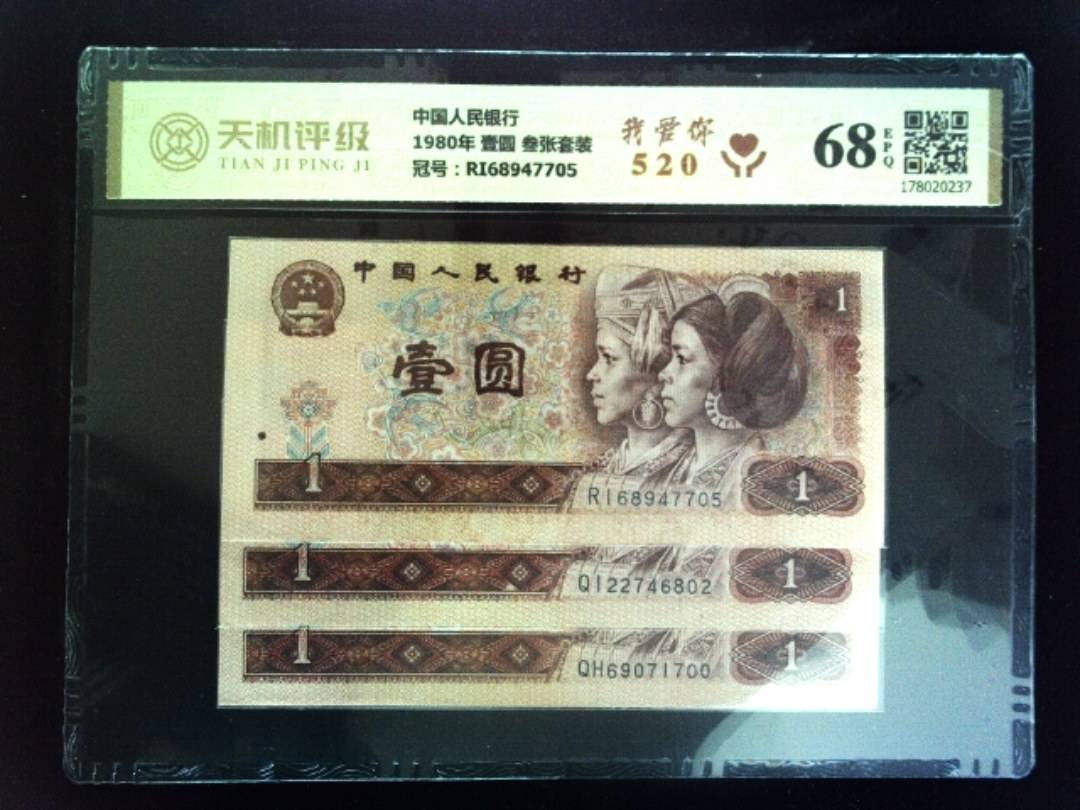 天机评级
TIAN JI PING JI
中国人民银行
1980年 壹圆 叁张套装
冠号：RI68947705
我爱你
520
68
EPQ
178020237
中国人民银行
1
壹圆
1
RI68947705
1
1
QI22746802
1
1
QH69071700
1